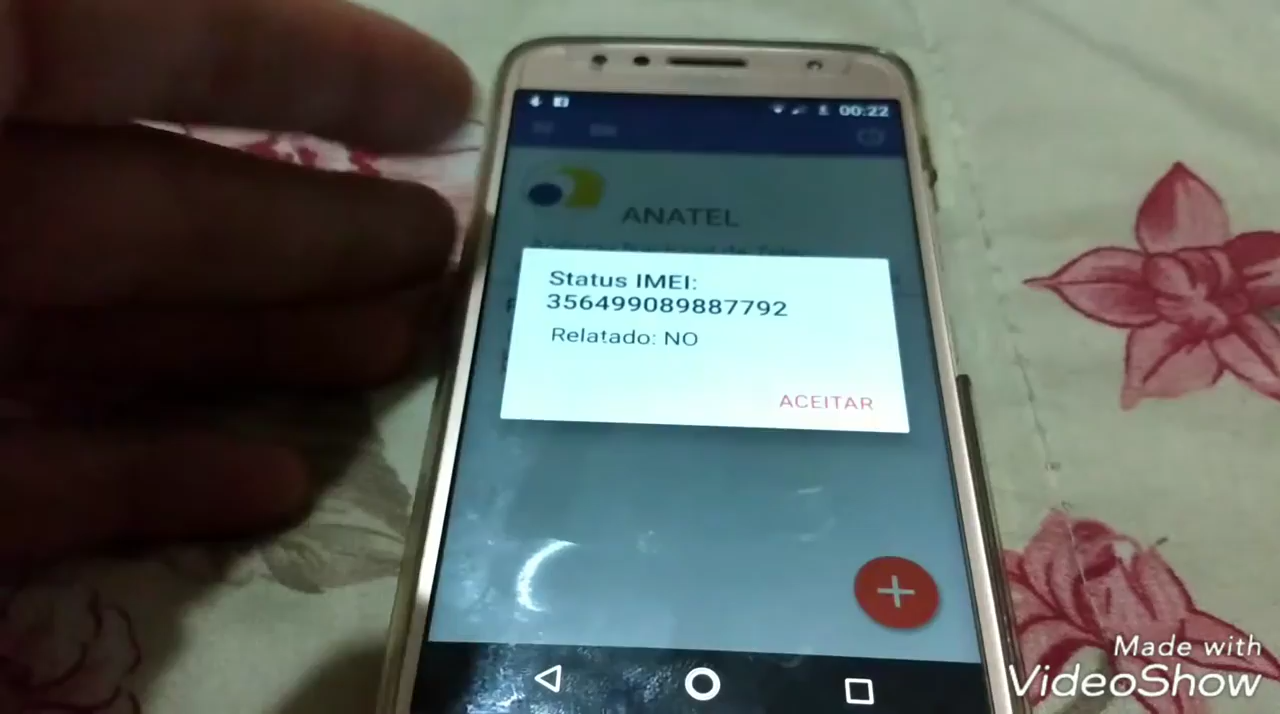 00:22
ANATEL
Status IMEI:
356499089887792
Relatado: NO
ACEITAR
Made with
VideoShow